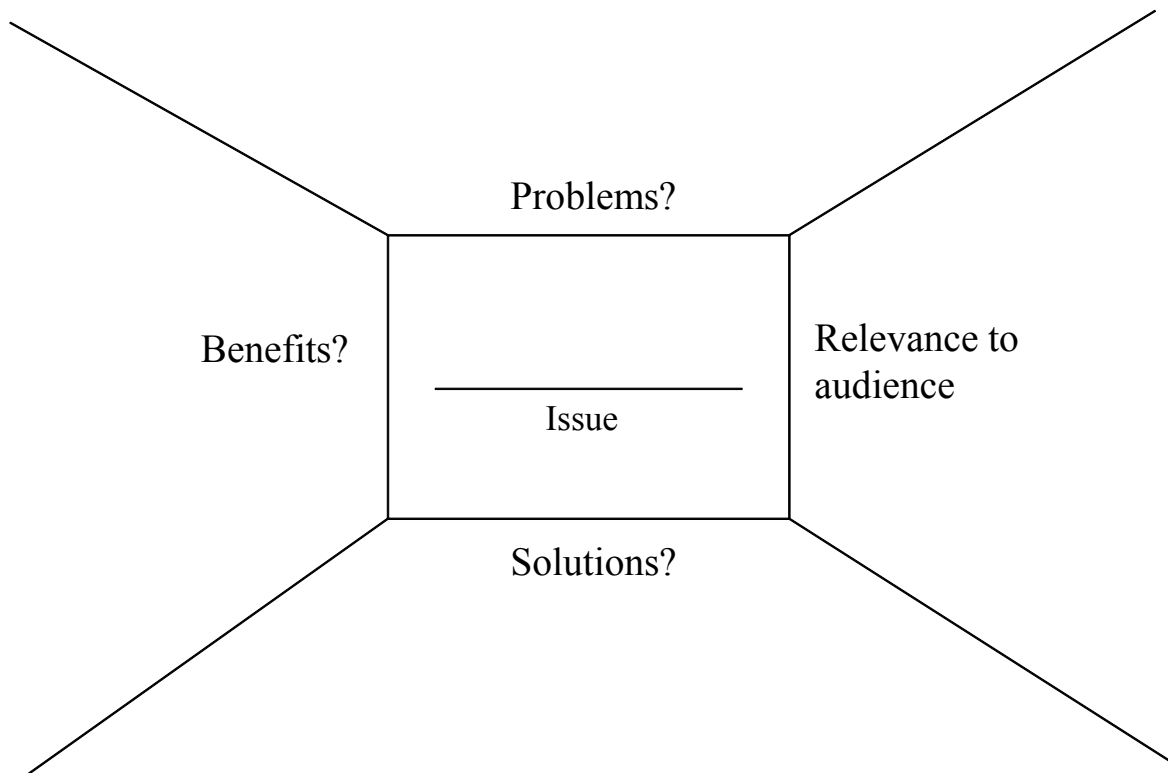 Problems?
Benefits?
Relevance to
audience
Issue
Solutions?